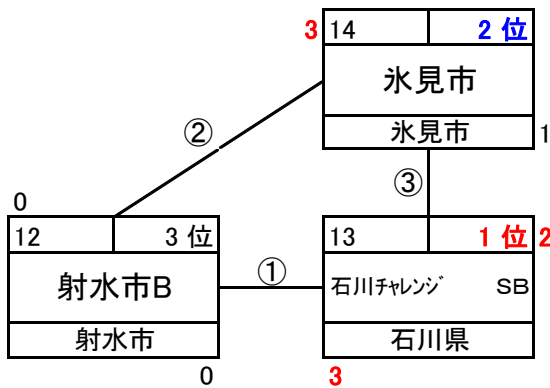 3 14 2 位
氷見市
氷見市 1
②
③
0
12 3 位
射水市B
射水市
0
①
13 1 位 2
石川チャレンジ SB
石川県
3